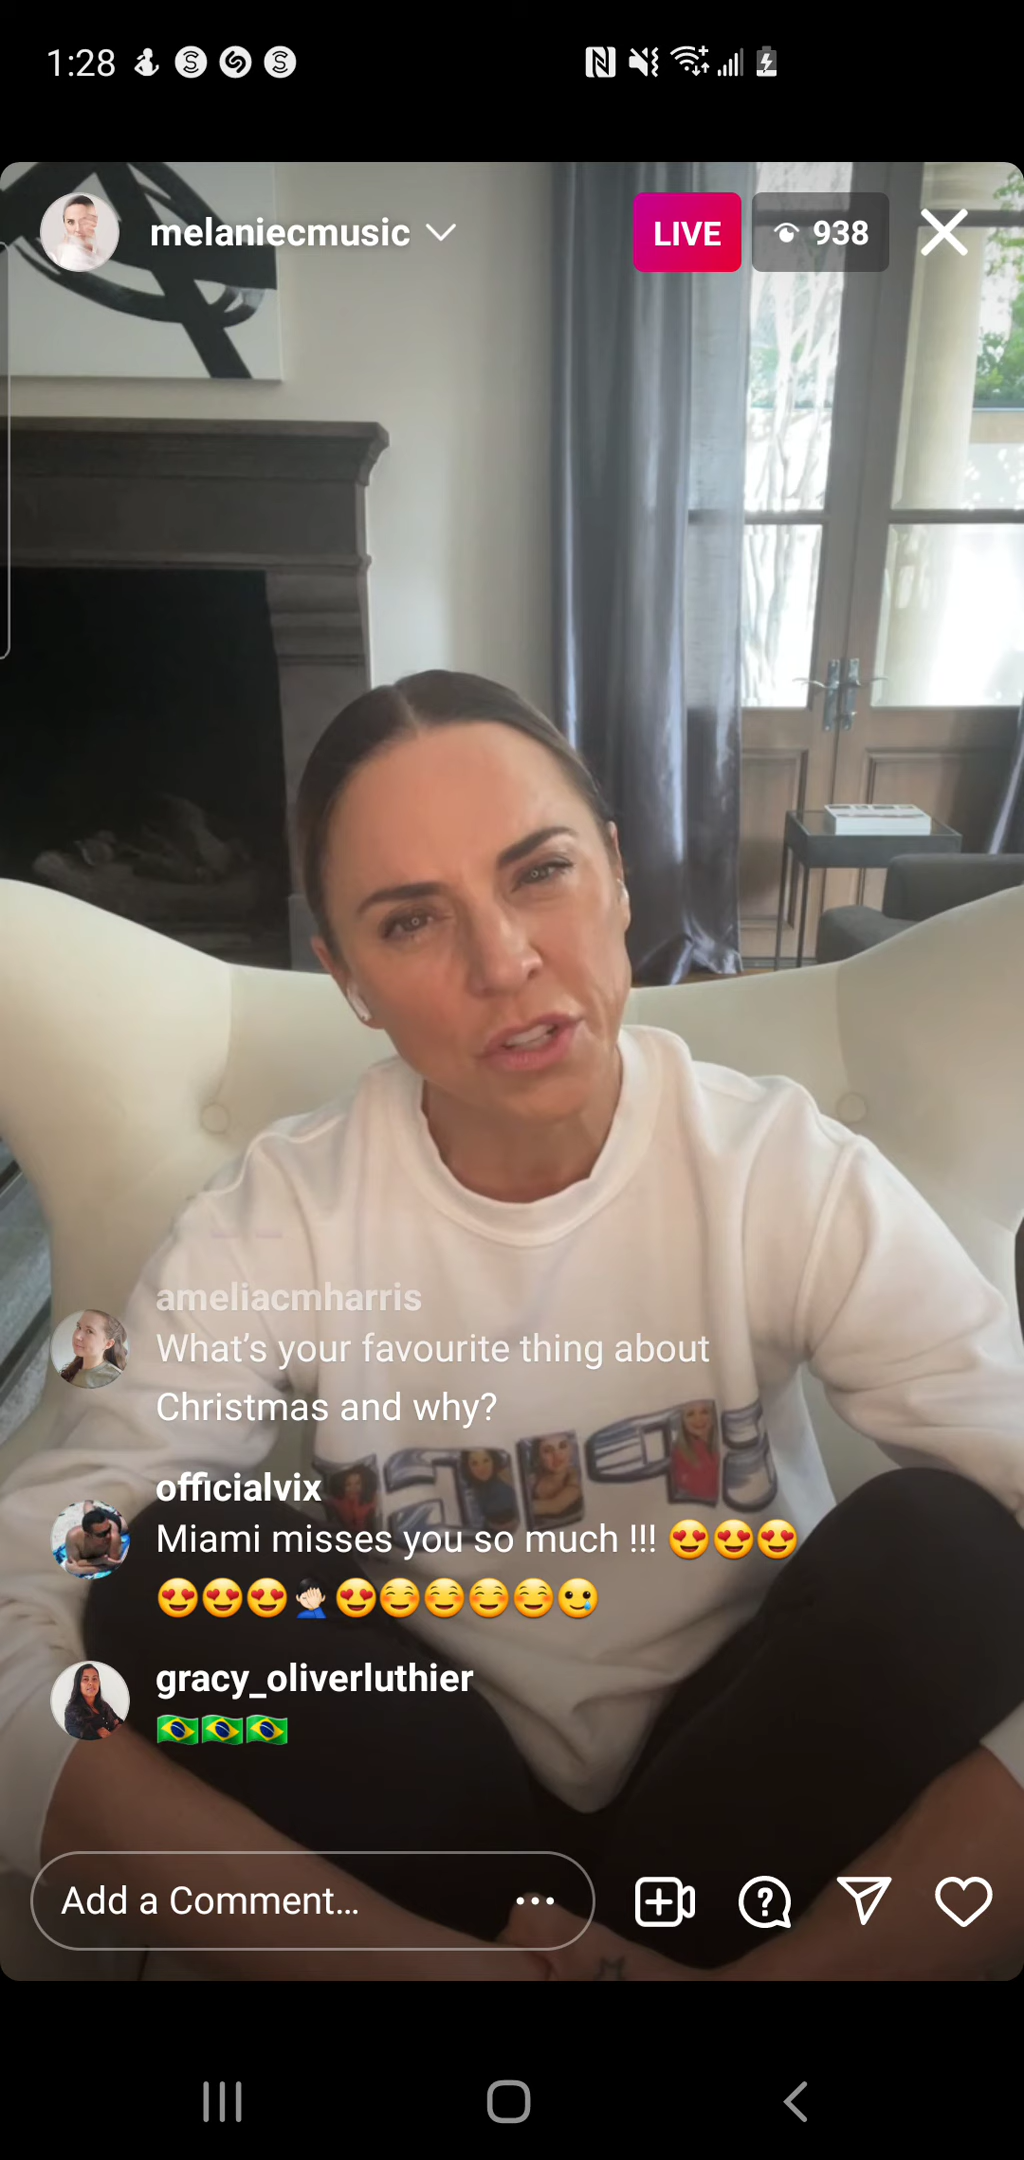 1:28
melaniecmusic
LIVE
938
ameliacmharris
What’s your favourite thing about
Christmas and why?
officialvix
Miami misses you so much !!! 😍😍😍
😍😍😍🤦🏻‍♂️😍😊😊😊😊🥲
gracy_oliverluthier
🇧🇷🇧🇷🇧🇷
Add a Comment...